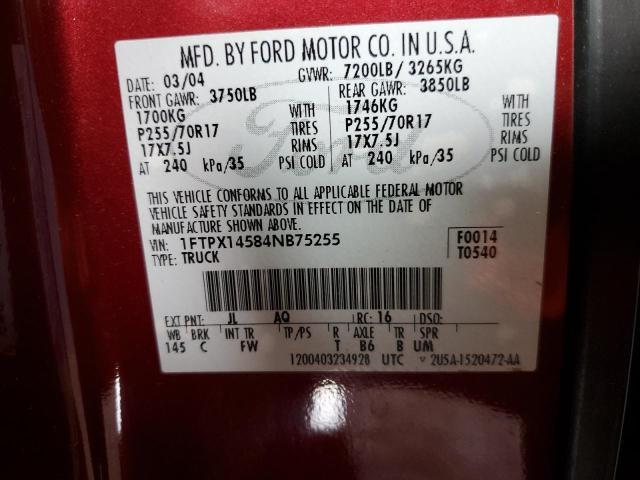 MFD. BY FORD MOTOR CO. IN U.S.A.
DATE: 03/04 GVWR: 7200LB/ 3265KG
FRONT GAWR: 3750LB REAR GAWR: 3850LB
1700KG WITH 1746KG WITH
P255/70R17 TIRES P255/70R17 TIRES
17X7.5J RIMS 17X7.5J RIMS
AT 240 kPa/35 PSI COLD AT 240 kPa/35 PSI COLD
Ford
THIS VEHICLE CONFORMS TO ALL APPLICABLE FEDERAL MOTOR
VEHICLE SAFETY STANDARDS IN EFFECT ON THE DATE OF
MANUFACTURE SHOWN ABOVE.
VIN: 1FTPX14584NB75255 F0014
TYPE: TRUCK T0540
EXT PNT: JL AQ RC: 16 DSO:
WB BRK INT TR TP/PS R AXLE TR SPR
145 C FW T B6 B UM
1200403234928 UTC ▽ 2U5A-1520472-AA